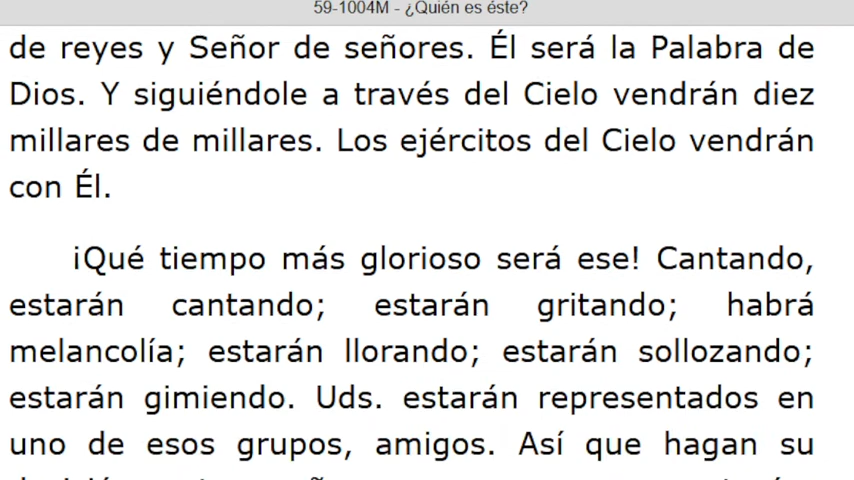 59-1004M - ¿Quién es éste?
de reyes y Señor de señores. Él será la Palabra de
Dios. Y siguiéndole a través del Cielo vendrán diez
millares de millares. Los ejércitos del Cielo vendrán
con Él.
¡Qué tiempo más glorioso será ese! Cantando,
estarán cantando; estarán gritando; habrá
melancolía; estarán llorando; estarán sollozando;
estarán gimiendo. Uds. estarán representados en
uno de esos grupos, amigos. Así que hagan su